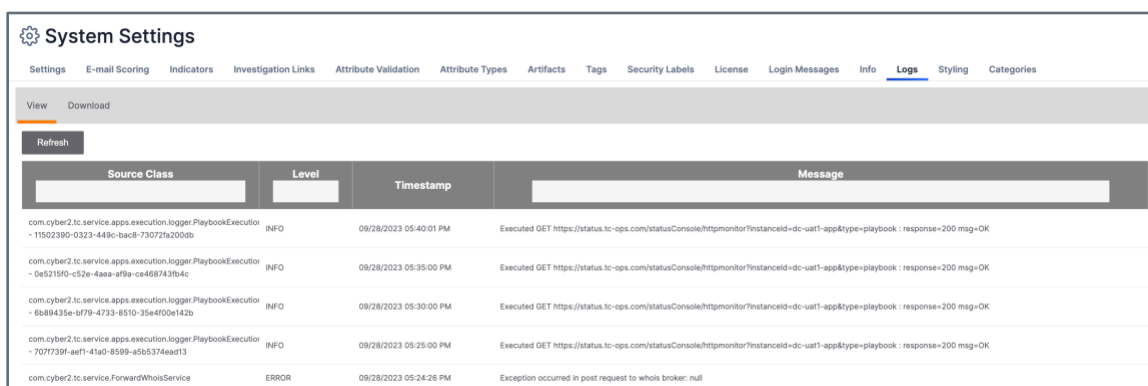 System Settings
Settings E-mail Scoring Indicators Investigation Links Attribute Validation Attribute Types Artifacts Tags Security Labels License Login Messages Info Logs Styling Categories
View Download
Refresh
Source Class Level Timestamp Message
com.cyber2.tc.service.apps.execution.logger.PlaybookExecution
- 11502390-0323-449c-bac8-73072fa200db
INFO 09/28/2023 05:40:01 PM Executed GET https://status.tc-ops.com/statusConsole/httpmonitor?instanceId=dc-uat1-app&type=playbook : response=200 msg=OK
com.cyber2.tc.service.apps.execution.logger.PlaybookExecution
- 0e5215f0-c52e-4aea-af9a-ce468743fb4c
INFO 09/28/2023 05:35:00 PM Executed GET https://status.tc-ops.com/statusConsole/httpmonitor?instanceId=dc-uat1-app&type=playbook : response=200 msg=OK
com.cyber2.tc.service.apps.execution.logger.PlaybookExecution
- 6b89435e-bf79-4733-8510-35e4f00e142b
INFO 09/28/2023 05:30:00 PM Executed GET https://status.tc-ops.com/statusConsole/httpmonitor?instanceId=dc-uat1-app&type=playbook : response=200 msg=OK
com.cyber2.tc.service.apps.execution.logger.PlaybookExecution
- 707f739f-aef1-41a0-8599-a5b5374ead13
INFO 09/28/2023 05:25:00 PM Executed GET https://status.tc-ops.com/statusConsole/httpmonitor?instanceId=dc-uat1-app&type=playbook : response=200 msg=OK
com.cyber2.tc.service.ForwardWhoisService ERROR 09/28/2023 05:24:26 PM Exception occurred in post request to whois broker: null